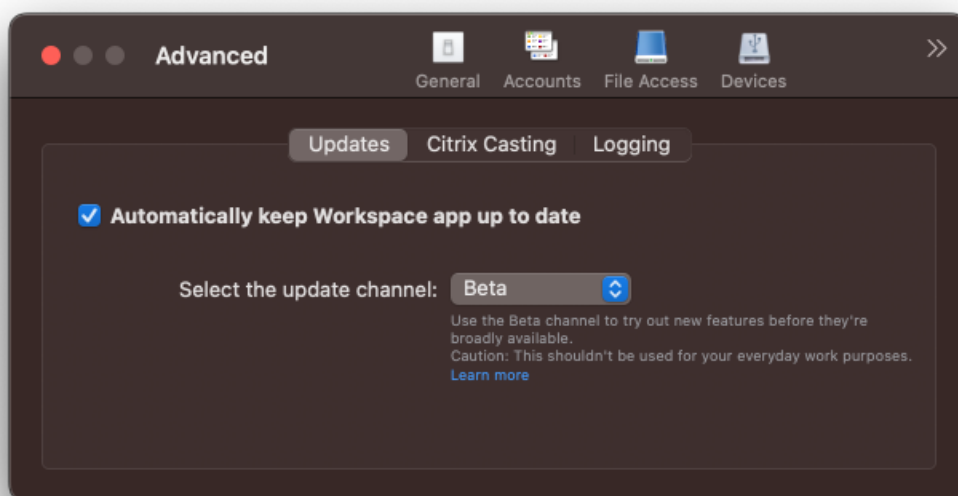 Advanced
General Accounts File Access Devices
Updates Citrix Casting Logging
Automatically keep Workspace app up to date
Select the update channel: Beta
Use the Beta channel to try out new features before they're
broadly available.
Caution: This shouldn't be used for your everyday work purposes.
Learn more